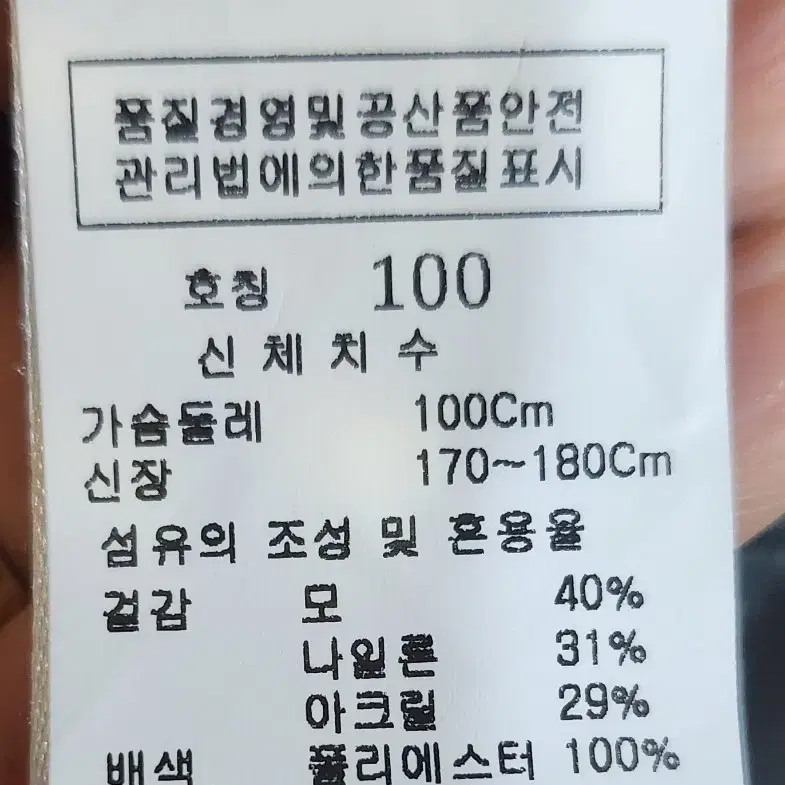 품질경영및공산품안전
관리법에의한품질표시
호칭 100
신체치수
가슴둘레 100Cm
신장 170~180Cm
섬유의 조성 및 혼용율
겉감 모 40%
나일론 31%
아크릴 29%
배색 폴리에스터 100%